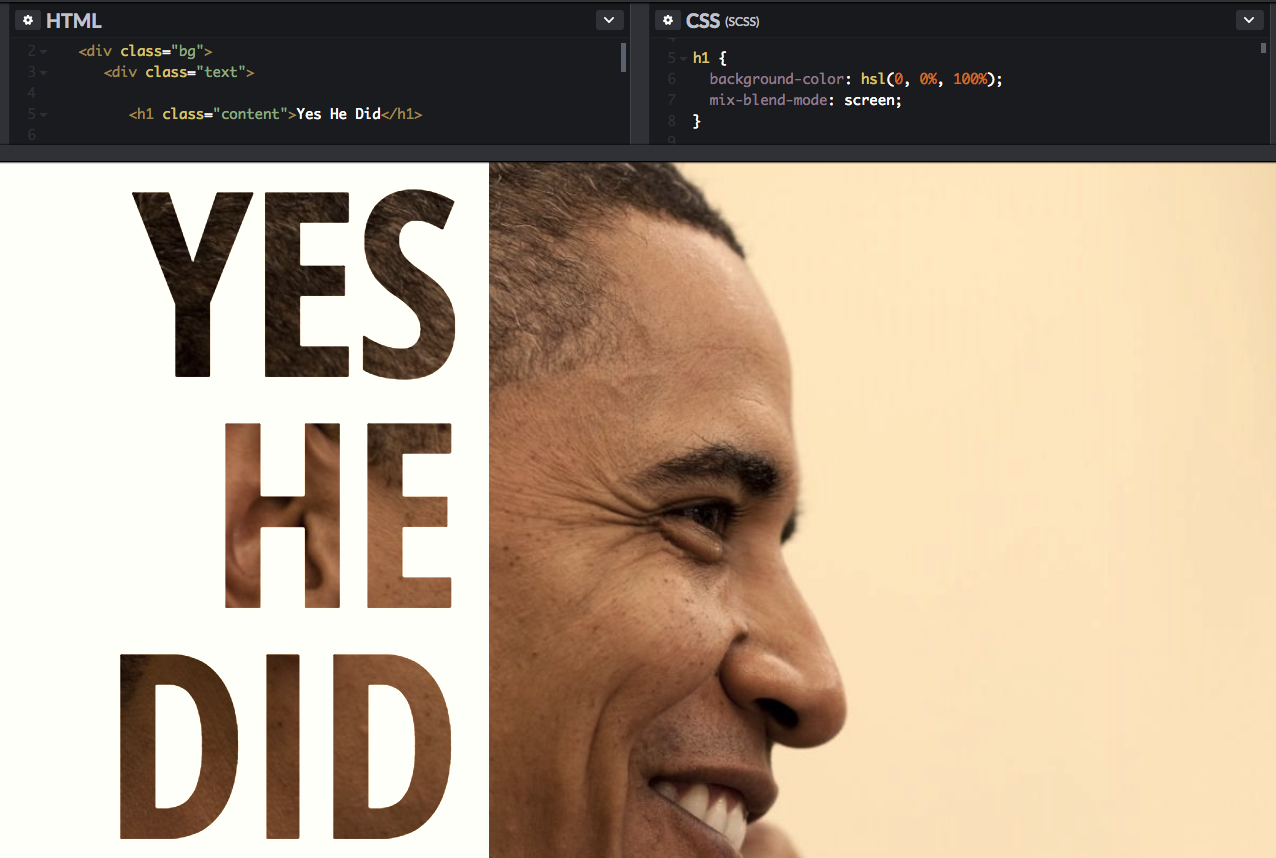 HTML
2 <div class="bg">
3 <div class="text">
4
5 <h1 class="content">Yes He Did</h1>
6
CSS (SCSS)
5 h1 {
6 background-color: hsl(0, 0%, 100%);
7 mix-blend-mode: screen;
8 }
YES
HE
DID